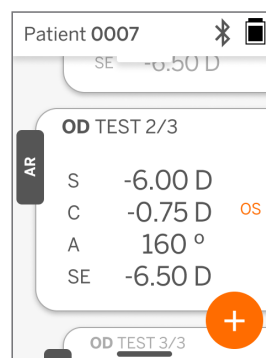 Patient 0007
SE -6.50 D
OD TEST 2/3
AR
S -6.00 D
C -0.75 D OS
A 160 º
SE -6.50 D
+
OD TEST 3/3